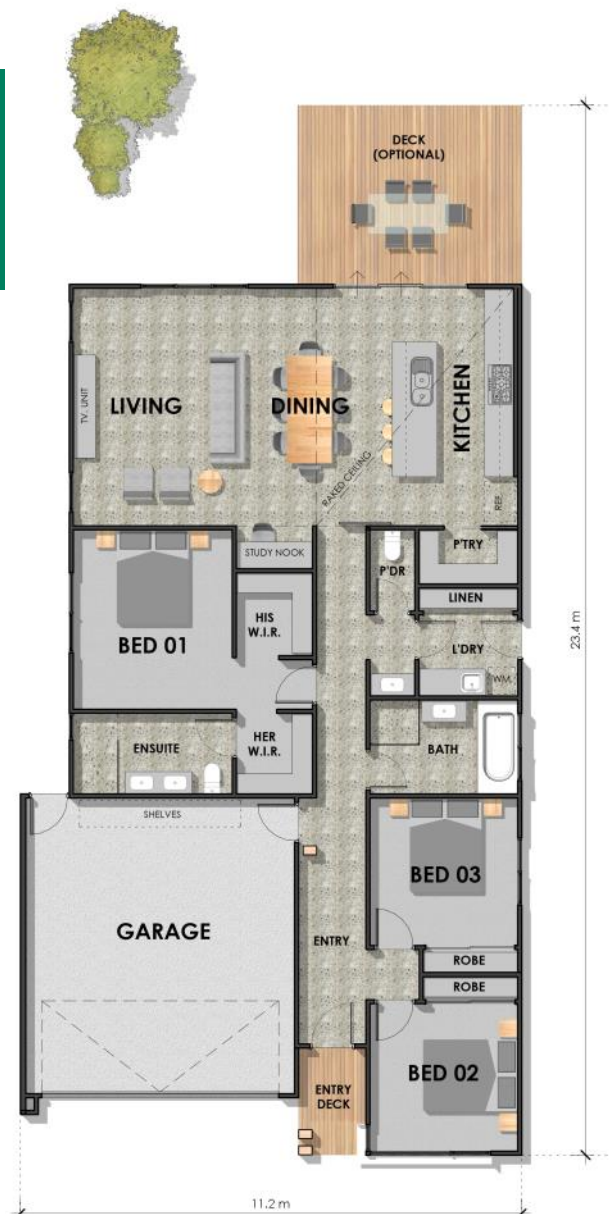 DECK
(OPTIONAL)
LIVING
DINING
KITCHEN
TV. UNIT
RAKED CEILING
REF.
STUDY NOOK
P'DR
P'TRY
LINEN
HIS
W.I.R.
BED 01
L'DRY
WM.
HER
W.I.R.
ENSUITE
BATH
SHELVES
BED 03
GARAGE
ENTRY
ROBE
ROBE
BED 02
ENTRY
DECK
23.4 m
11.2 m